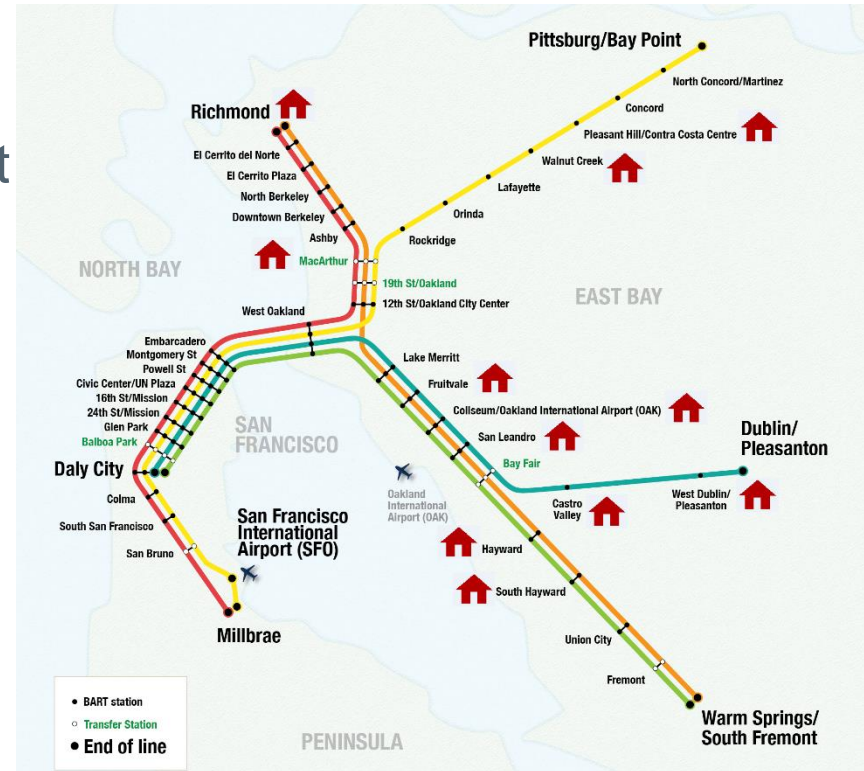 t
Pittsburg/Bay Point
North Concord/Martinez
Concord
Pleasant Hill/Contra Costa Centre
Walnut Creek
Lafayette
Orinda
Rockridge
Richmond
El Cerrito del Norte
El Cerrito Plaza
North Berkeley
Downtown Berkeley
Ashby
MacArthur
19th St/Oakland
12th St/Oakland City Center
NORTH BAY
EAST BAY
West Oakland
Embarcadero
Montgomery St
Powell St
Civic Center/UN Plaza
16th St/Mission
24th St/Mission
Glen Park
Balboa Park
Daly City
SAN
FRANCISCO
Lake Merritt
Fruitvale
Coliseum/Oakland International Airport (OAK)
San Leandro
Bay Fair
Oakland
International
Airport (OAK)
Dublin/
Pleasanton
Castro
Valley
West Dublin/
Pleasanton
Colma
South San Francisco
San Bruno
San Francisco
International
Airport (SFO)
Millbrae
Hayward
South Hayward
Union City
Fremont
Warm Springs/
South Fremont
BART station
Transfer Station
End of line
PENINSULA